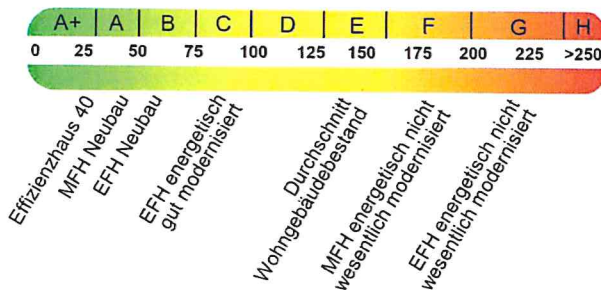 A+ A B C D E F G H
0 25 50 75 100 125 150 175 200 225 >250
Effizienzhaus 40
MFH Neubau
EFH Neubau
EFH energetisch
gut modernisiert
Durchschnitt
Wohngebäudebestand
MFH energetisch nicht
wesentlich modernisiert
EFH energetisch nicht
wesentlich modernisiert